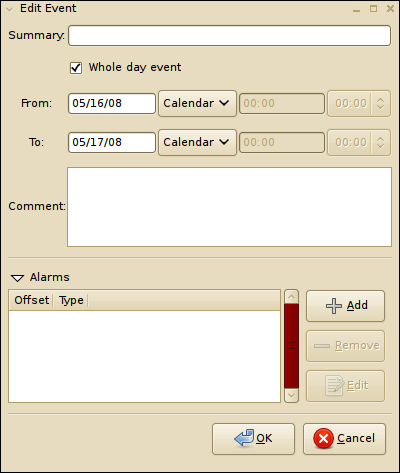 Edit Event
Summary:
Whole day event
From: 05/16/08 Calendar 00:00 00:00
To: 05/17/08 Calendar 00:00 00:00
Comment:
Alarms
Offset Type
Add
Remove
Edit
OK Cancel